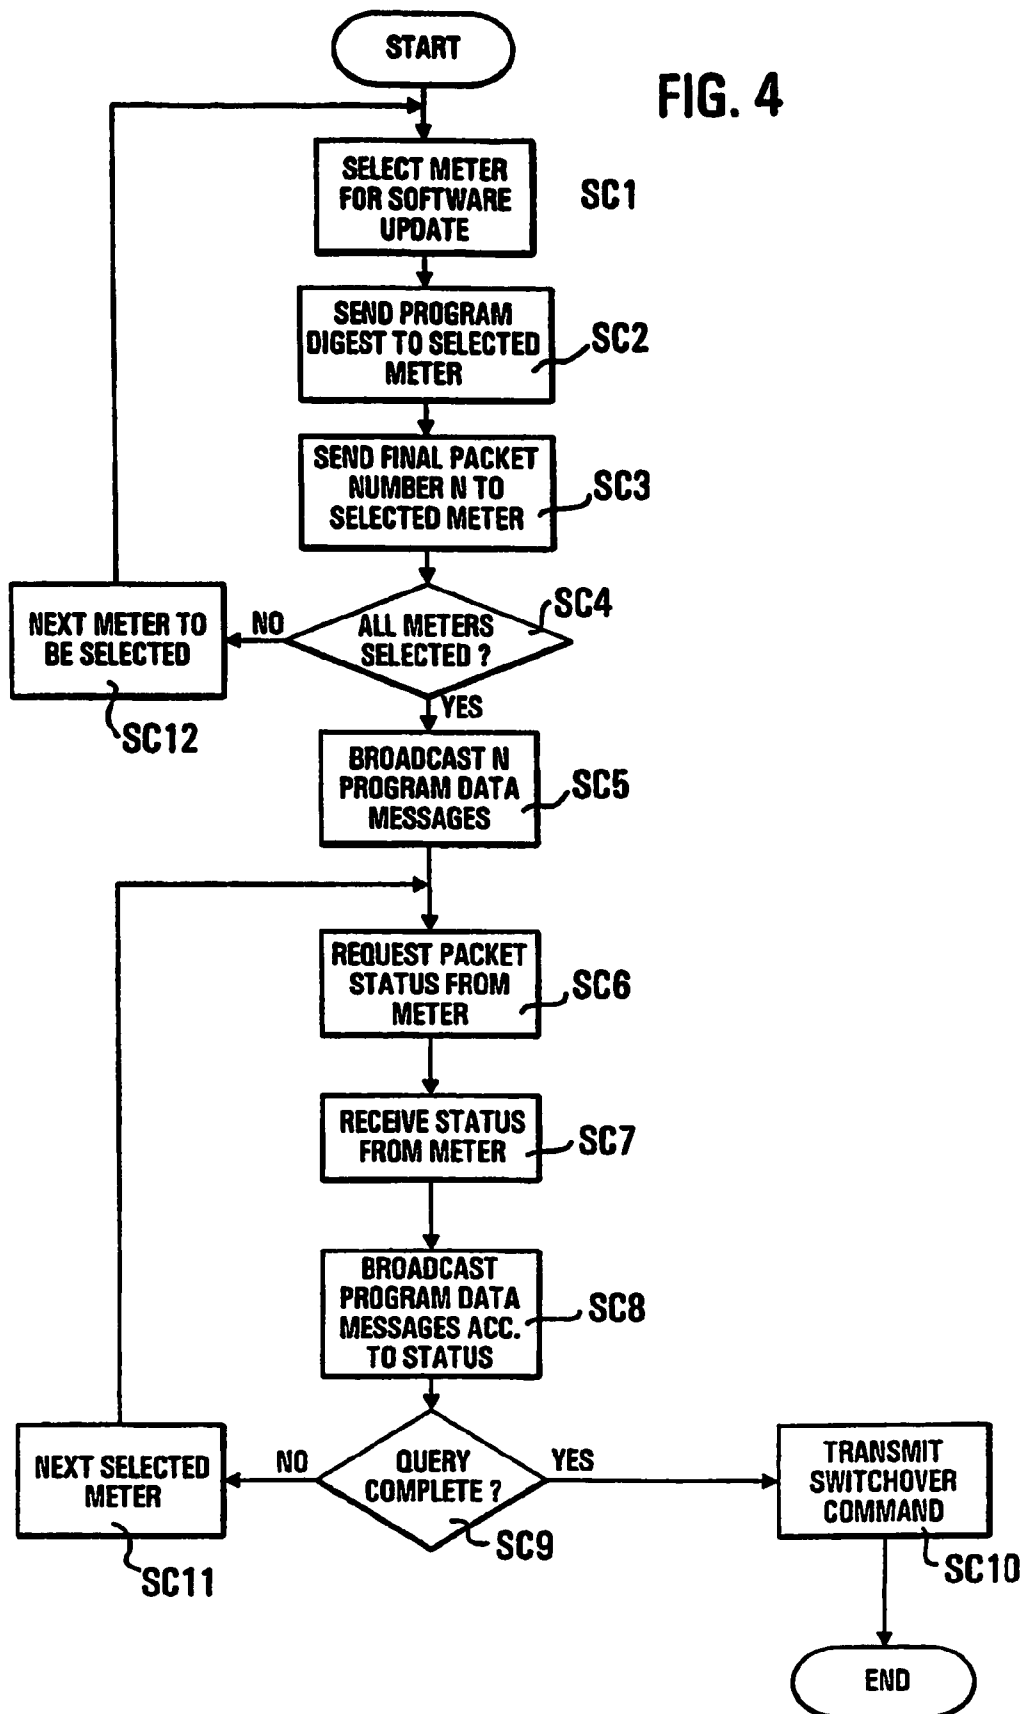 START
FIG. 4
SELECT METER
FOR SOFTWARE
UPDATE
SC1
SEND PROGRAM
DIGEST TO SELECTED
METER
SC2
SEND FINAL PACKET
NUMBER N TO
SELECTED METER
SC3
ALL METERS
SELECTED ?
SC4
NO
NEXT METER TO
BE SELECTED
SC12
YES
BROADCAST N
PROGRAM DATA
MESSAGES
SC5
REQUEST PACKET
STATUS FROM
METER
SC6
RECEIVE STATUS
FROM METER
SC7
BROADCAST
PROGRAM DATA
MESSAGES ACC.
TO STATUS
SC8
QUERY
COMPLETE ?
SC9
NO
NEXT SELECTED
METER
SC11
YES
TRANSMIT
SWITCHOVER
COMMAND
SC10
END